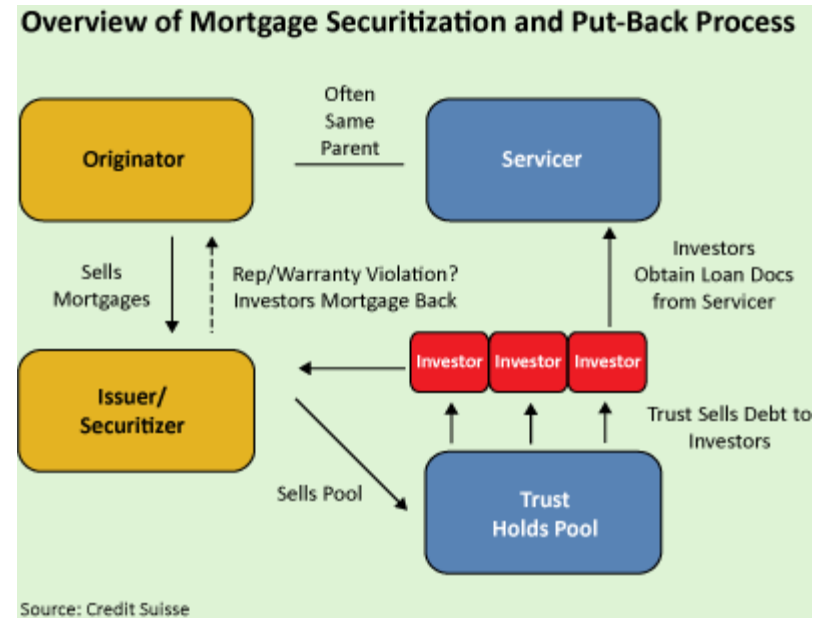 Overview of Mortgage Securitization and Put-Back Process
Often
Same
Parent
Originator
Servicer
Sells
Mortgages
Rep/Warranty Violation?
Investors Mortgage Back
Investors
Obtain Loan Docs
from Servicer
Investor
Investor
Investor
Issuer/
Securitizer
Trust Sells Debt to
Investors
Sells Pool
Trust
Holds Pool
Source: Credit Suisse